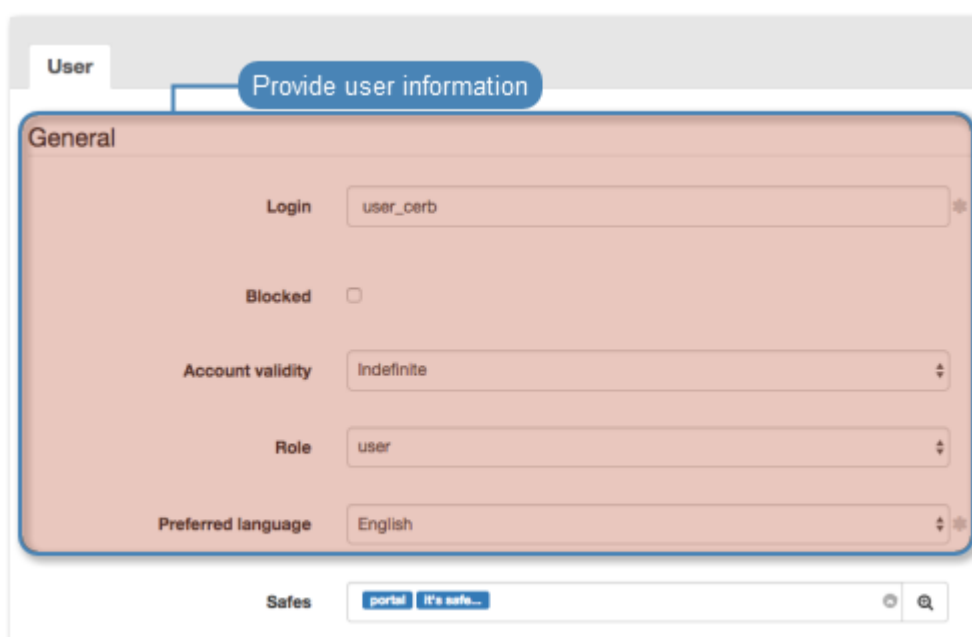 User
Provide user information
General
Login user_cerb
Blocked
Account validity Indefinite
Role user
Preferred language English
Safes portal It's safe...